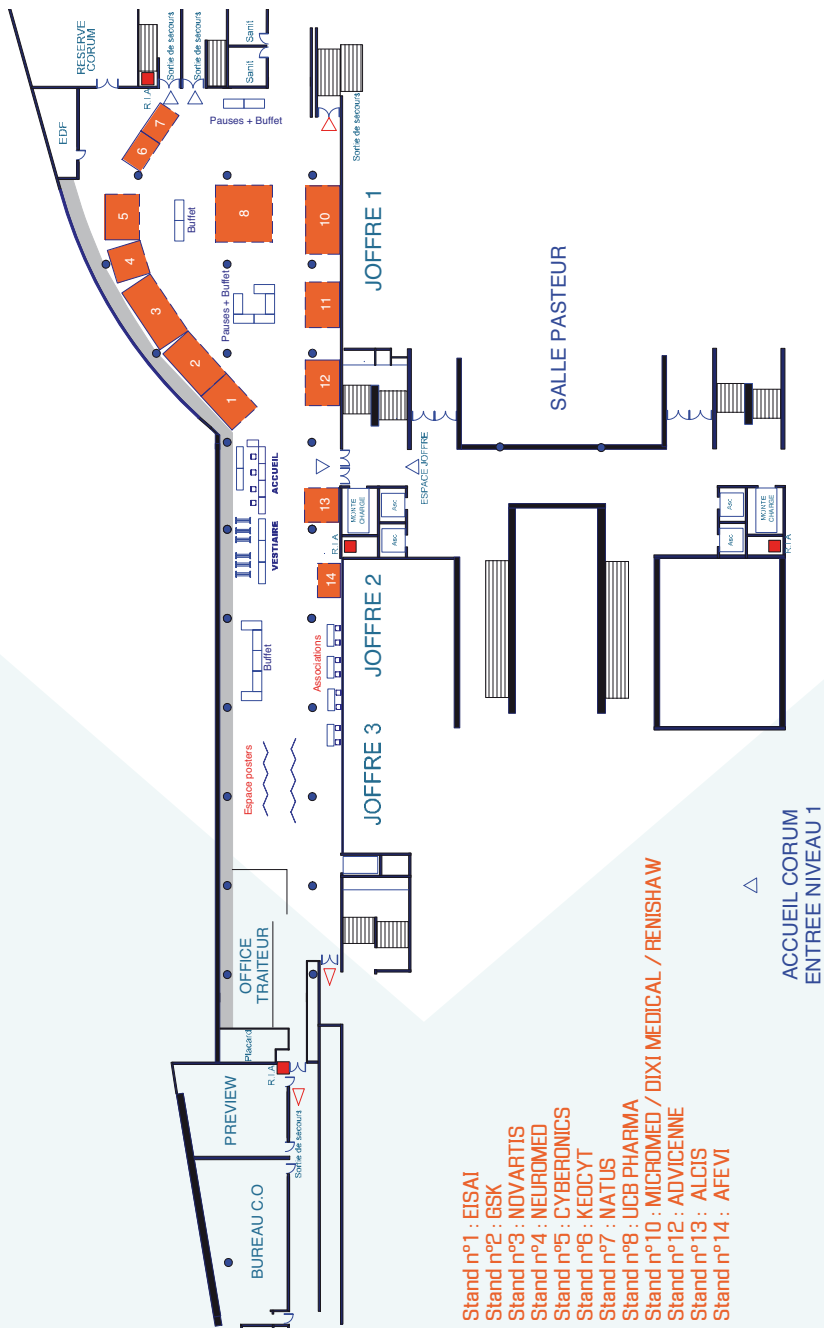 RESERVE
CORUM
EDF
R.I.A
Sortie de secours
Sortie de secours
Sanit
Sanit
Pauses + Buffet
Sortie de secours
7
6
5
4
3
2
1
Buffet
8
Pauses + Buffet
10
11
12
13
14
JOFFRE 1
ACCUEIL
VESTIAIRE
ESPACE JOFFRE
MONTE
CHARGE
Asc
Asc
R.I.A
SALLE PASTEUR
Asc
Asc
MONTE
CHARGE
R.I.A
JOFFRE 2
Associations
Buffet
JOFFRE 3
Espace posters
OFFICE
TRAITEUR
Placard
R.I.A
PREVIEW
Sortie de secours
BUREAU C.O
ACCUEIL CORUM
ENTREE NIVEAU 1
Stand n°1 : EISAI
Stand n°2 : GSK
Stand n°3 : NOVARTIS
Stand n°4 : NEUROMED
Stand n°5 : CYBERONICS
Stand n°6 : KEOCYT
Stand n°7 : NATUS
Stand n°8 : UCB PHARMA
Stand n°10 : MICROMED / DIXI MEDICAL / RENISHAW
Stand n°12 : ADVICENNE
Stand n°13 : ALCIS
Stand n°14 : AFEVI